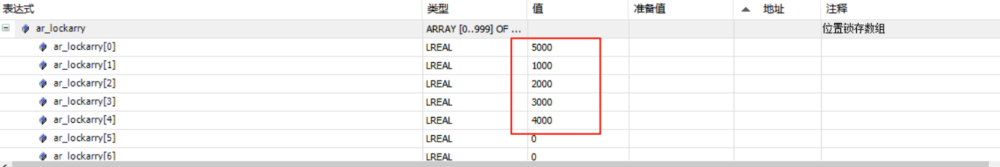 表达式 类型 值 准备值 地址 注释
ar_lockarry ARRAY [0..999] OF ... 位置锁存数组
ar_lockarry[0] LREAL 5000
ar_lockarry[1] LREAL 1000
ar_lockarry[2] LREAL 2000
ar_lockarry[3] LREAL 3000
ar_lockarry[4] LREAL 4000
ar_lockarry[5] LREAL 0
ar_lockarry[6] LREAL 0